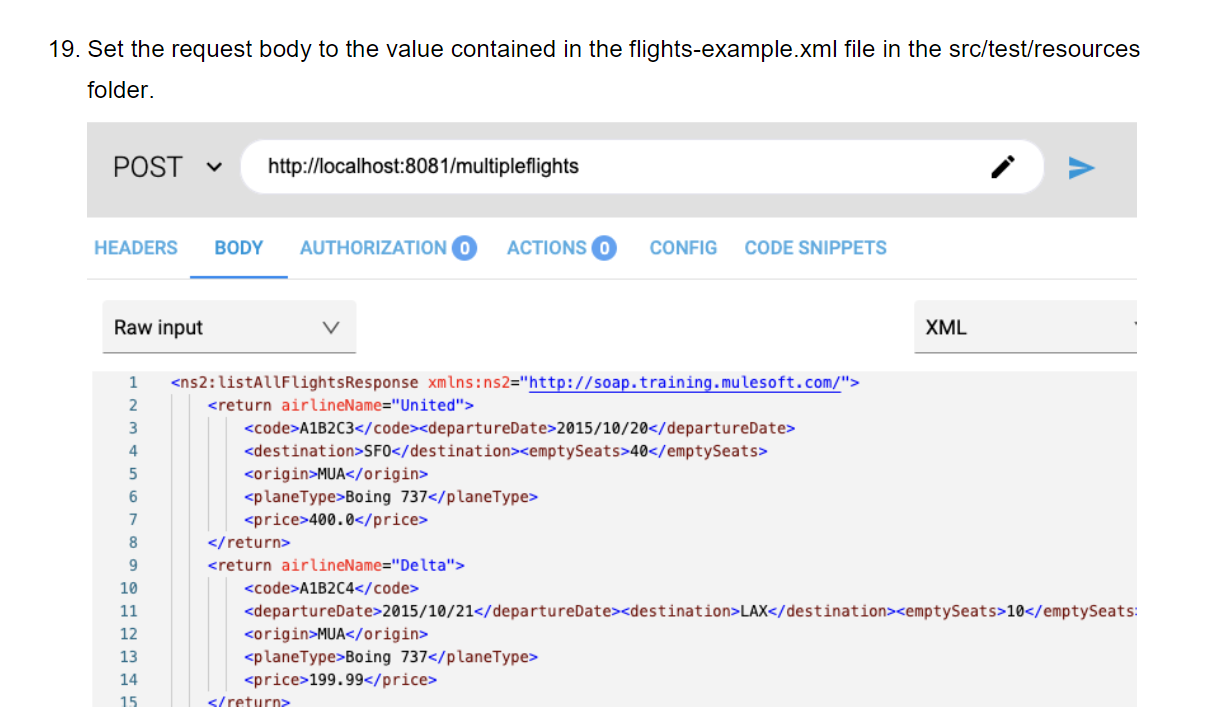 19. Set the request body to the value contained in the flights-example.xml file in the src/test/resources
folder.
POST http://localhost:8081/multipleflights
HEADERS BODY AUTHORIZATION 0 ACTIONS 0 CONFIG CODE SNIPPETS
Raw input XML
1 <ns2:listAllFlightsResponse xmlns:ns2="http://soap.training.mulesoft.com/">
2 <return airlineName="United">
3 <code>A1B2C3</code><departureDate>2015/10/20</departureDate>
4 <destination>SFO</destination><emptySeats>40</emptySeats>
5 <origin>MUA</origin>
6 <planeType>Boing 737</planeType>
7 <price>400.0</price>
8 </return>
9 <return airlineName="Delta">
10 <code>A1B2C4</code>
11 <departureDate>2015/10/21</departureDate><destination>LAX</destination><emptySeats>10</emptySeats
12 <origin>MUA</origin>
13 <planeType>Boing 737</planeType>
14 <price>199.99</price>
15 </return>